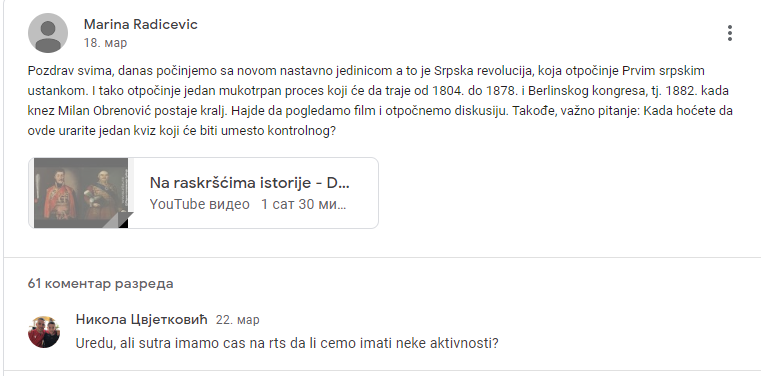 Marina Radicevic
18. мар
Pozdrav svima, danas počinjemo sa novom nastavno jedinicom a to je Srpska revolucija, koja otpočinje Prvim srpskim
ustankom. I tako otpočinje jedan mukotrpan proces koji će da traje od 1804. do 1878. i Berlinskog kongresa, tj. 1882. kada
knez Milan Obrenović postaje kralj. Hajde da pogledamo film i otpočnemo diskusiju. Takođe, važno pitanje: Kada hoćete da
ovde urarite jedan kviz koji će biti umesto kontrolnog?
Na raskršćima istorije - D...
YouTube видео 1 сат 30 ми...
61 коментар разреда
Никола Цвјетковић 22. мар
Uredu, ali sutra imamo cas na rts da li cemo imati neke aktivnosti?